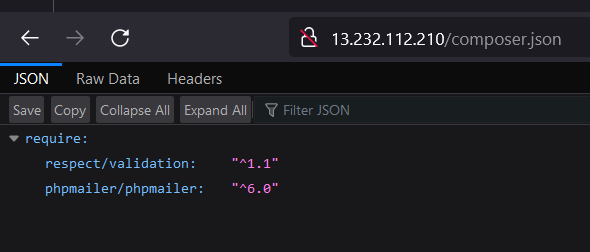 13.232.112.210/composer.json
JSON Raw Data Headers
Save Copy Collapse All Expand All Filter JSON
require:
respect/validation: "^1.1"
phpmailer/phpmailer: "^6.0"